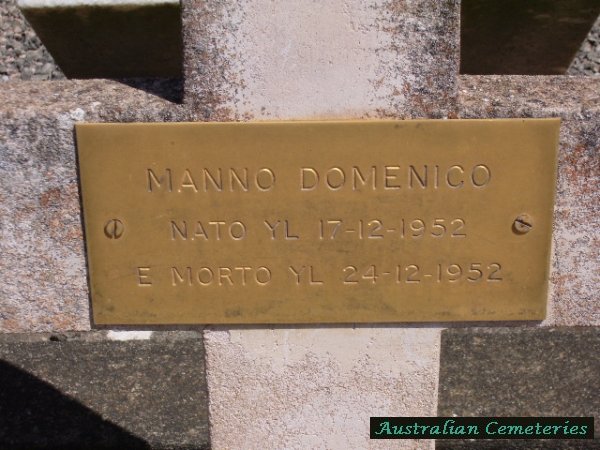 MANNO DOMENICO
NATO YL 17-12-1952
E MORTO YL 24-12-1952
Australian Cemeteries